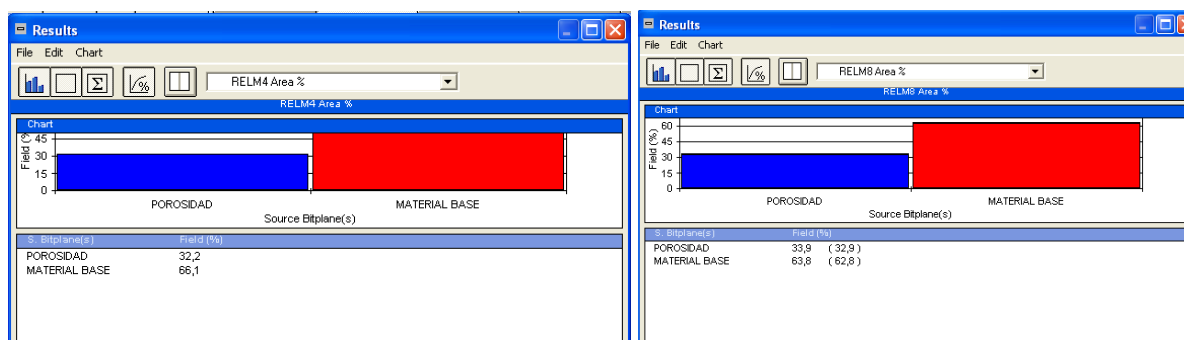 Results
File Edit Chart
RELM4 Area %
RELM4 Area %
Chart
Field (%
45
30
15
0
POROSIDAD MATERIAL BASE
Source Bitplane(s)
S. Bitplane(s) Field (%)
POROSIDAD 32,2
MATERIAL BASE 66,1
Results
File Edit Chart
RELM8 Area %
RELM8 Area %
Chart
Field (%)
60
45
30
15
0
POROSIDAD MATERIAL BASE
Source Bitplane(s)
S. Bitplane(s) Field (%)
POROSIDAD 33,9 ( 32,9 )
MATERIAL BASE 63,8 ( 62,8 )